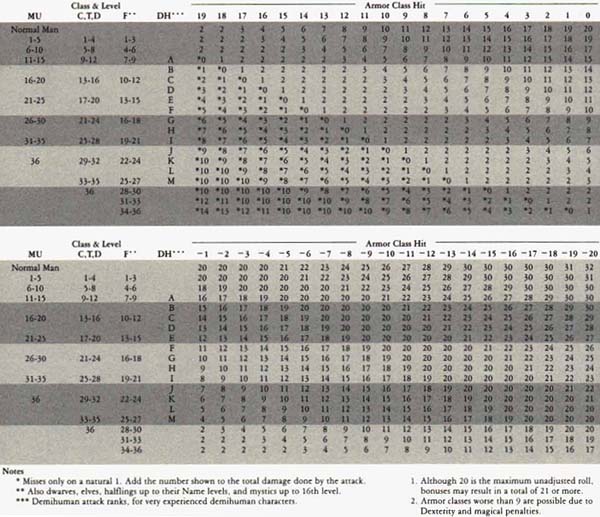 Class & Level
Armor Class Hit
MU C,T,D F** DH*** 19 18 17 16 15 14 13 12 11 10 9 8 7 6 5 4 3 2 1 0
Normal Man 2 2 3 4 5 6 7 8 9 10 11 12 13 14 15 16 17 18 19 20
1-5 1-4 1-3 2 2 2 3 4 5 6 7 8 9 10 11 12 13 14 15 16 17 18 19
6-10 5-8 4-6 2 2 2 2 2 3 4 5 6 7 8 9 10 11 12 13 14 15 16 17
11-15 9-12 7-9 A *0 1 2 2 2 2 2 3 4 5 6 7 8 9 10 11 12 13 14 15
B *1 *0 1 2 2 2 2 2 3 4 5 6 7 8 9 10 11 12 13 14
16-20 13-16 10-12 C *2 *1 *0 1 2 2 2 2 2 3 4 5 6 7 8 9 10 11 12 13
D *3 *2 *1 *0 1 2 2 2 2 2 3 4 5 6 7 8 9 10 11 12
21-25 17-20 13-15 E *4 *3 *2 *1 *0 1 2 2 2 2 2 3 4 5 6 7 8 9 10 11
F *5 *4 *3 *2 *1 *0 1 2 2 2 2 2 3 4 5 6 7 8 9 10
26-30 21-24 16-18 G *6 *5 *4 *3 *2 *1 *0 1 2 2 2 2 2 3 4 5 6 7 8 9
H *7 *6 *5 *4 *3 *2 *1 *0 1 2 2 2 2 2 3 4 5 6 7 8
31-35 25-28 19-21 I *8 *7 *6 *5 *4 *3 *2 *1 *0 1 2 2 2 2 2 3 4 5 6 7
J *9 *8 *7 *6 *5 *4 *3 *2 *1 *0 1 2 2 2 2 2 3 4 5 6
36 29-32 22-24 K *10 *9 *8 *7 *6 *5 *4 *3 *2 *1 *0 1 2 2 2 2 2 3 4 5
L *10 *10 *9 *8 *7 *6 *5 *4 *3 *2 *1 *0 1 2 2 2 2 2 3 4
33-35 25-27 M *10 *10 *10 *9 *8 *7 *6 *5 *4 *3 *2 *1 *0 1 2 2 2 2 2 3
36 28-30 *10 *10 *10 *10 *10 *9 *8 *7 *6 *5 *4 *3 *2 *1 *0 1 2 2 2 2
31-33 *12 *11 *10 *10 *10 *10 *10 *9 *8 *7 *6 *5 *4 *3 *2 *1 *0 1 2 2
34-36 *14 *13 *12 *11 *10 *10 *10 *10 *10 *9 *8 *7 *6 *5 *4 *3 *2 *1 *0 1
Class & Level
Armor Class Hit
MU C,T,D F** DH*** -1 -2 -3 -4 -5 -6 -7 -8 -9 -10 -11 -12 -13 -14 -15 -16 -17 -18 -19 -20
Normal Man 20 20 20 20 21 22 23 24 25 26 27 28 29 30 30 30 30 30 31 32
1-5 1-4 1-3 20 20 20 20 20 21 22 23 24 25 26 27 28 29 30 30 30 30 30 31
6-10 5-8 4-6 18 19 20 20 20 20 20 21 22 23 24 25 26 27 28 29 30 30 30 30
11-15 9-12 7-9 A 16 17 18 19 20 20 20 20 20 21 22 23 24 25 26 27 28 29 30 30
B 15 16 17 18 19 20 20 20 20 20 21 22 23 24 25 26 27 28 29 30
16-20 13-16 10-12 C 14 15 16 17 18 19 20 20 20 20 20 21 22 23 24 25 26 27 28 29
D 13 14 15 16 17 18 19 20 20 20 20 20 21 22 23 24 25 26 27 28
21-25 17-20 13-15 E 12 13 14 15 16 17 18 19 20 20 20 20 20 21 22 23 24 25 26 27
F 11 12 13 14 15 16 17 18 19 20 20 20 20 20 21 22 23 24 25 26
26-30 21-24 16-18 G 10 11 12 13 14 15 16 17 18 19 20 20 20 20 20 21 22 23 24 25
H 9 10 11 12 13 14 15 16 17 18 19 20 20 20 20 20 21 22 23 24
31-35 25-28 19-21 I 8 9 10 11 12 13 14 15 16 17 18 19 20 20 20 20 20 21 22 23
J 7 8 9 10 11 12 13 14 15 16 17 18 19 20 20 20 20 20 21 22
36 29-32 22-24 K 6 7 8 9 10 11 12 13 14 15 16 17 18 19 20 20 20 20 20 21
L 5 6 7 8 9 10 11 12 13 14 15 16 17 18 19 20 20 20 20 20
33-35 25-27 M 4 5 6 7 8 9 10 11 12 13 14 15 16 17 18 19 20 20 20 20
36 28-30 2 3 4 5 6 7 8 9 10 11 12 13 14 15 16 17 18 19 20 20
31-33 2 2 2 3 4 5 6 7 8 9 10 11 12 13 14 15 16 17 18 19
34-36 2 2 2 2 2 3 4 5 6 7 8 9 10 11 12 13 14 15 16 17
Notes
* Misses only on a natural 1. Add the number shown to the total damage done by the attack.
** Also dwarves, elves, halflings up to their Name levels, and mystics up to 16th level.
*** Demihuman attack ranks, for very experienced demihuman characters.
1. Although 20 is the maximum unadjusted roll,
bonuses may result in a total of 21 or more.
2. Armor classes worse than 9 are possible due to
Dexterity and magical penalties.